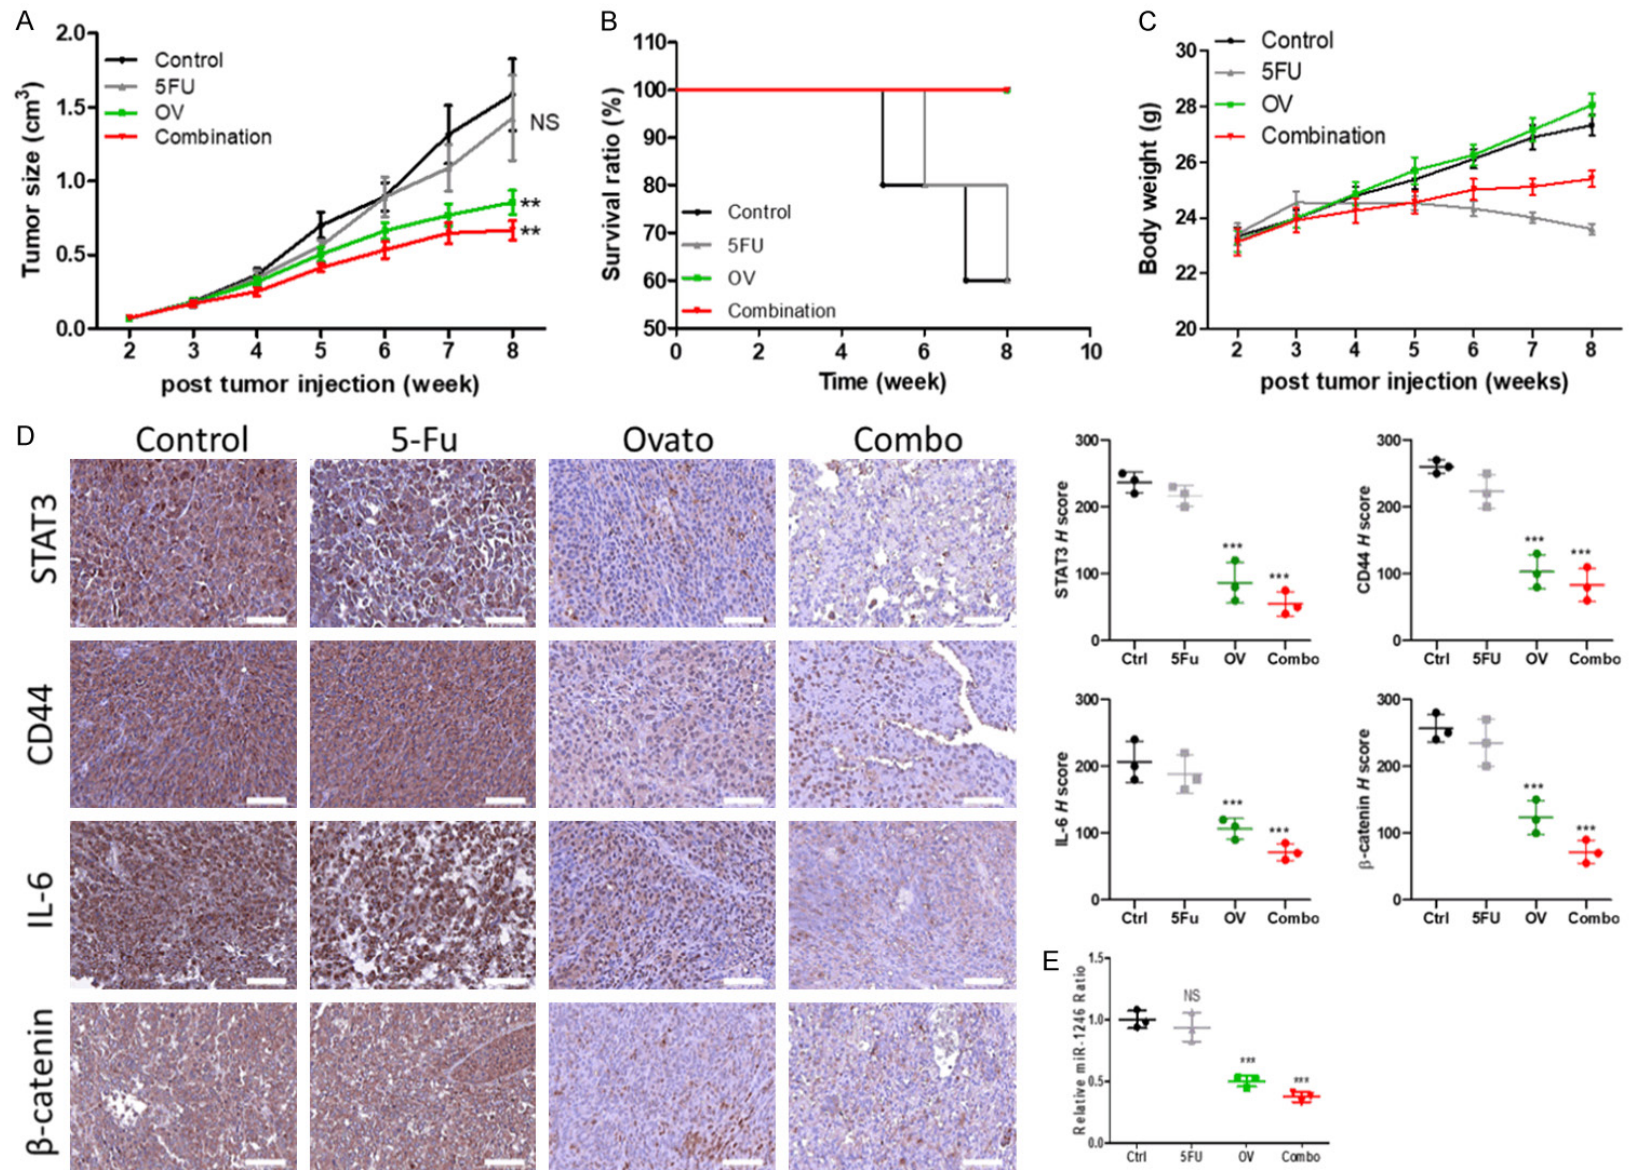 A
2.0
1.5
1.0
0.5
0.0
Tumor size (cm³)
Control
5FU
OV
Combination
NS
**
**
2 3 4 5 6 7 8
post tumor injection (week)
B
110
100
90
80
70
60
50
Survival ratio (%)
Control
5FU
OV
Combination
0 2 4 6 8 10
Time (week)
C
30
28
26
24
22
20
Body weight (g)
Control
5FU
OV
Combination
2 3 4 5 6 7 8
post tumor injection (weeks)
D
Control 5-Fu Ovato Combo
STAT3
CD44
IL-6
β-catenin
300
200
100
0
STAT3 H score
***
***
Ctrl 5Fu OV Combo
300
200
100
0
CD44 H score
***
***
Ctrl 5FU OV Combo
300
200
100
0
IL-6 H score
***
***
Ctrl 5Fu OV Combo
300
200
100
0
β-catenin H score
***
***
Ctrl 5FU OV Combo
E
1.5
1.0
0.5
0.0
Relative miR-1246 Ratio
NS
***
***
Ctrl 5FU OV Combo